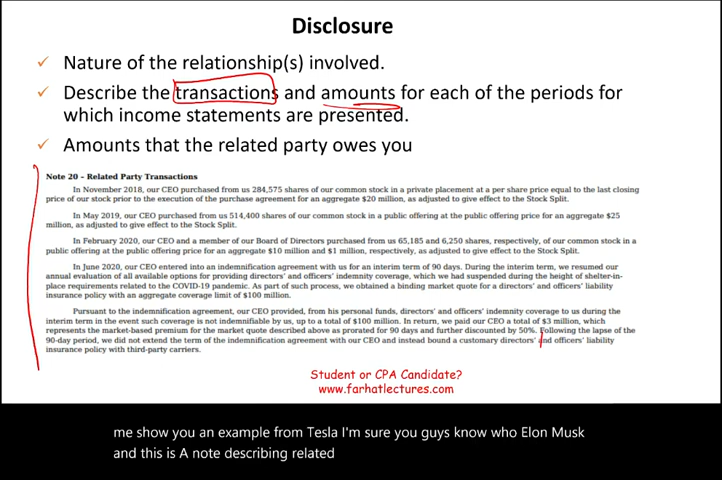 Disclosure
✓ Nature of the relationship(s) involved.
✓ Describe the transactions and amounts for each of the periods for
which income statements are presented.
✓ Amounts that the related party owes you
Note 20 - Related Party Transactions
In November 2018, our CEO purchased from us 284,575 shares of our common stock in a private placement at a per share price equal to the last closing
price of our stock prior to the execution of the purchase agreement for an aggregate $20 million, as adjusted to give effect to the Stock Split.
In May 2019, our CEO purchased from us 514,400 shares of our common stock in a public offering at the public offering price for an aggregate $25
million, as adjusted to give effect to the Stock Split.
In February 2020, our CEO and a member of our Board of Directors purchased from us 65,185 and 6,250 shares, respectively, of our common stock in a
public offering at the public offering price for an aggregate $10 million and $1 million, respectively, as adjusted to give effect to the Stock Split.
In June 2020, our CEO entered into an indemnification agreement with us for an interim term of 90 days. During the interim term, we resumed our
annual evaluation of all available options for providing directors' and officers' indemnity coverage, which we had suspended during the height of shelter-in-
place requirements related to the COVID-19 pandemic. As part of such process, we obtained a binding market quote for a directors' and officers' liability
insurance policy with an aggregate coverage limit of $100 million.
Pursuant to the indemnification agreement, our CEO provided, from his personal funds, directors' and officers' indemnity coverage to us during the
interim term in the event such coverage is not indemnifiable by us, up to a total of $100 million. In return, we paid our CEO a total of $3 million, which
represents the market-based premium for the market quote described above as prorated for 90 days and further discounted by 50%. Following the lapse of the
90-day period, we did not extend the term of the indemnification agreement with our CEO and instead bound a customary directors' and officers' liability
insurance policy with third-party carriers.
Student or CPA Candidate?
www.farhatlectures.com
me show you an example from Tesla I'm sure you guys know who Elon Musk
and this is A note describing related